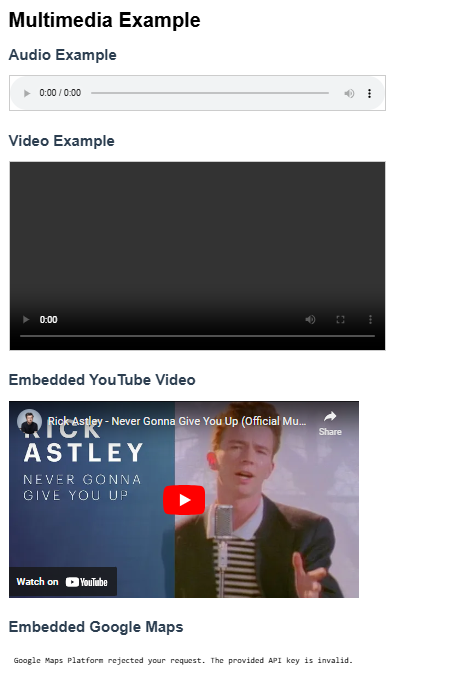 Multimedia Example
Audio Example
0:00 / 0:00
Video Example
0:00
Embedded YouTube Video
Rick Astley - Never Gonna Give You Up (Official Mu...
Share
RICK
ASTLEY
NEVER GONNA
GIVE YOU UP
Watch on YouTube
Embedded Google Maps
Google Maps Platform rejected your request. The provided API key is invalid.